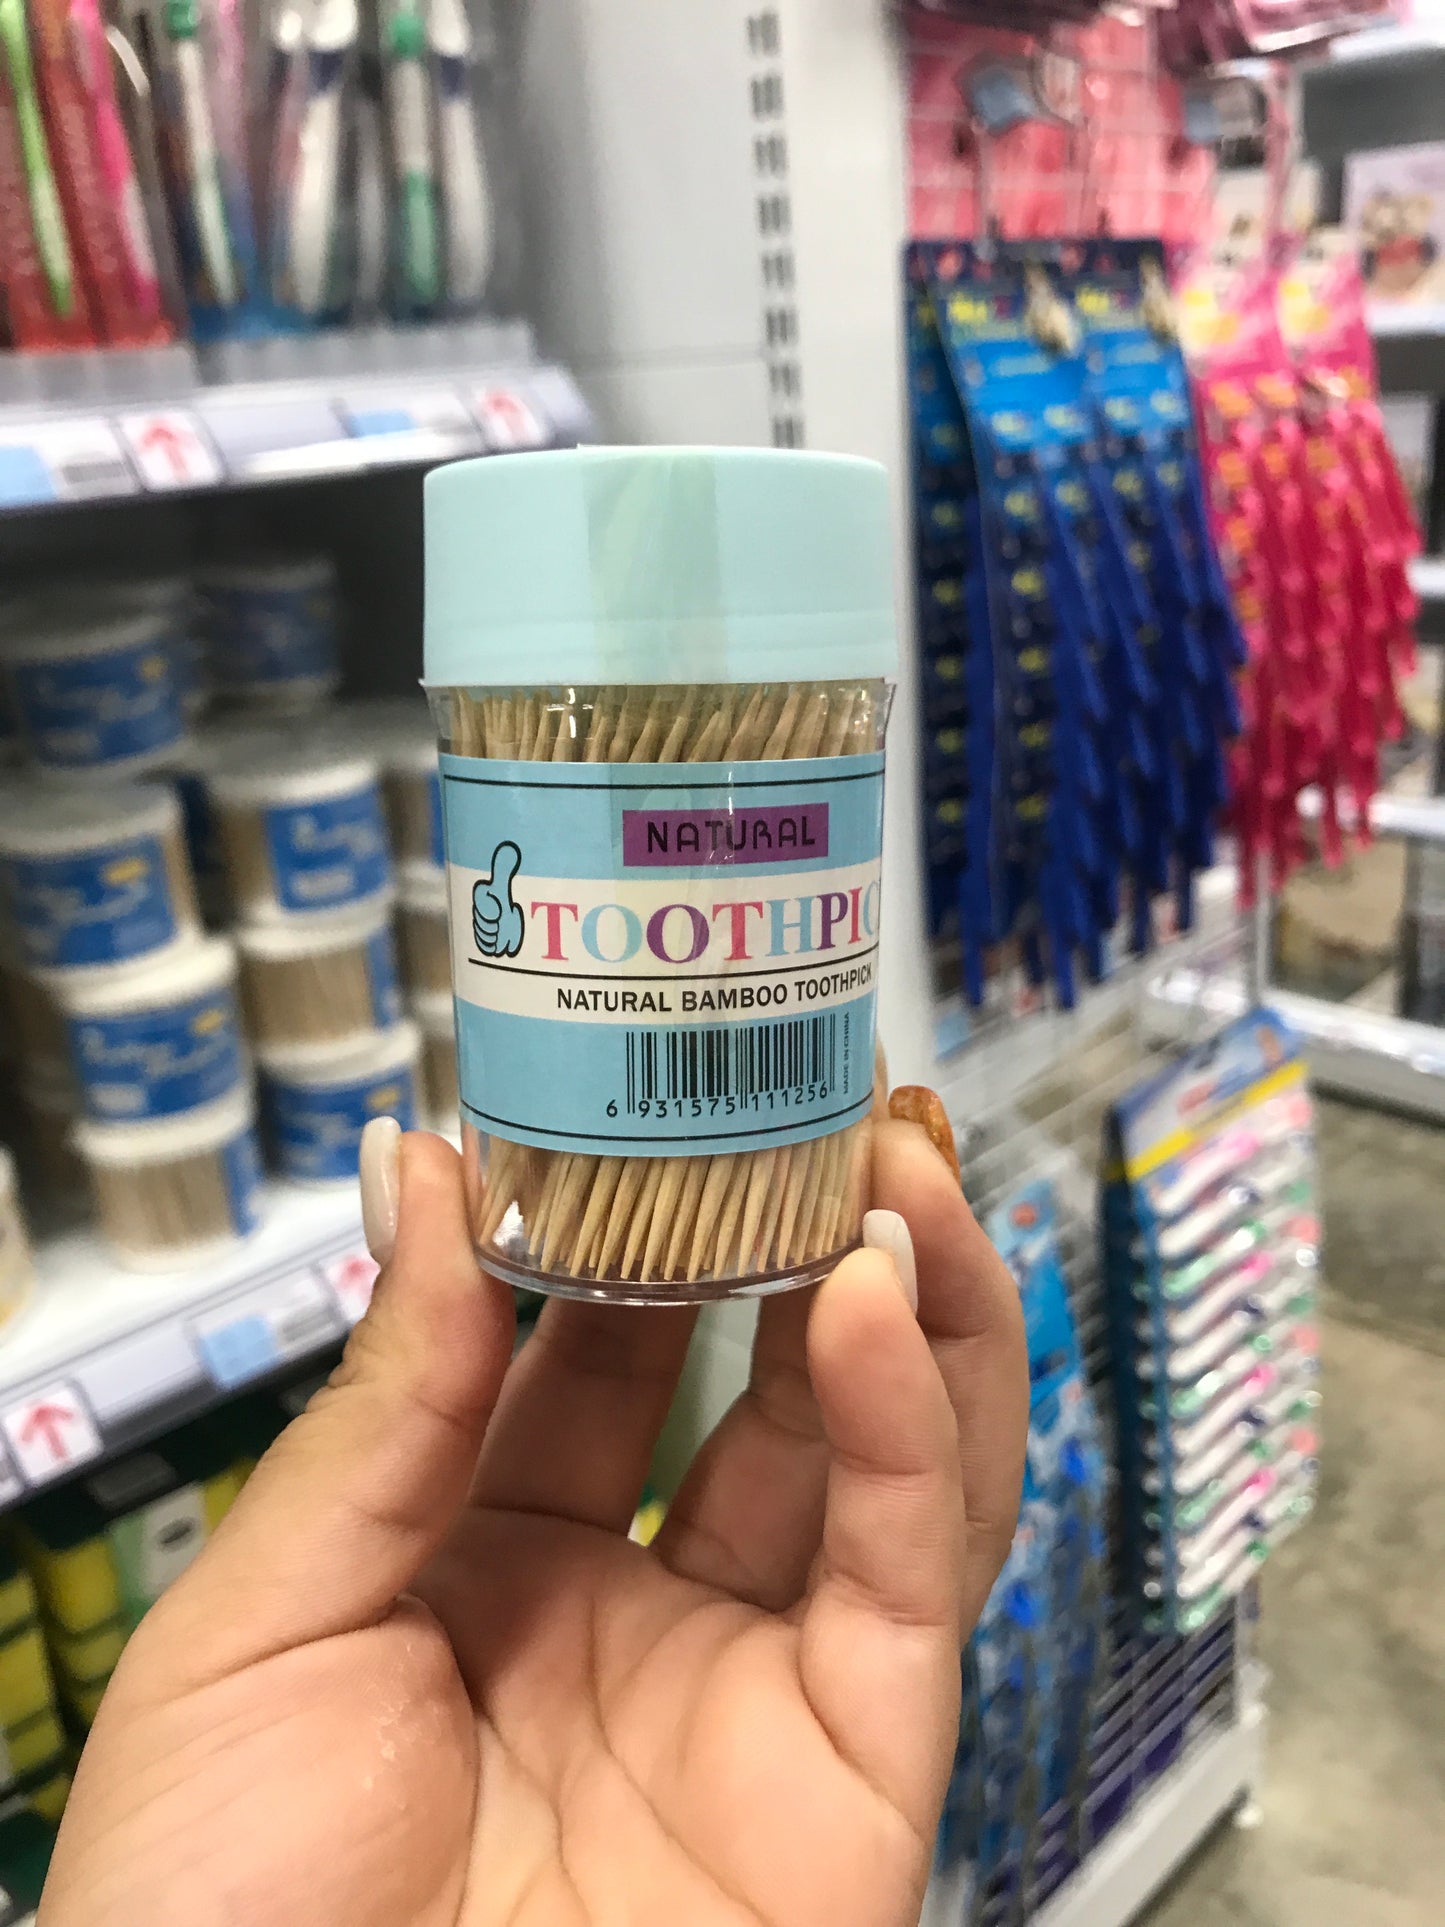 NATURAL
TOOTHPIC
NATURAL BAMBOO TOOTHPICK
MADE IN CHINA
6 931575 111256